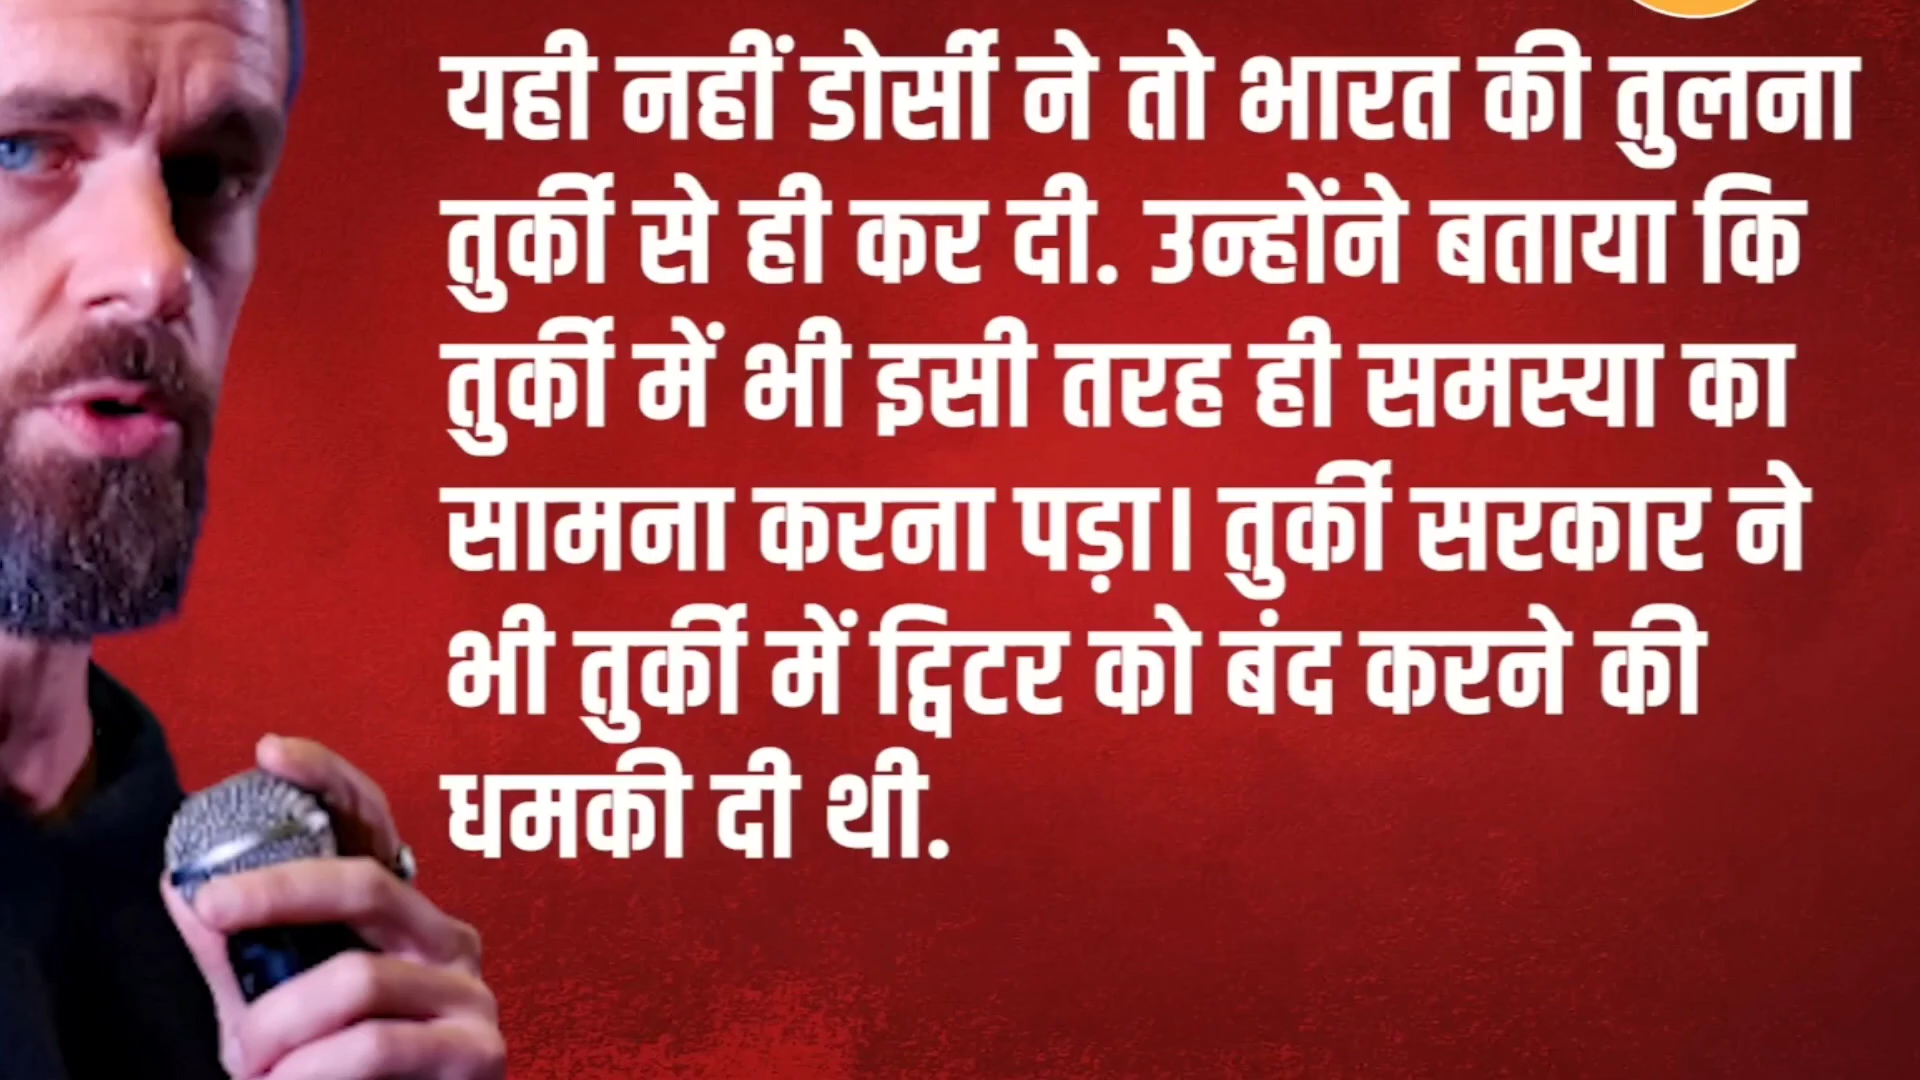 यही नहीं डोर्सी ने तो भारत की तुलना
तुर्की से ही कर दी. उन्होंने बताया कि
तुर्की में भी इसी तरह ही समस्या का
सामना करना पड़ा। तुर्की सरकार ने
भी तुर्की में ट्विटर को बंद करने की
धमकी दी थी.